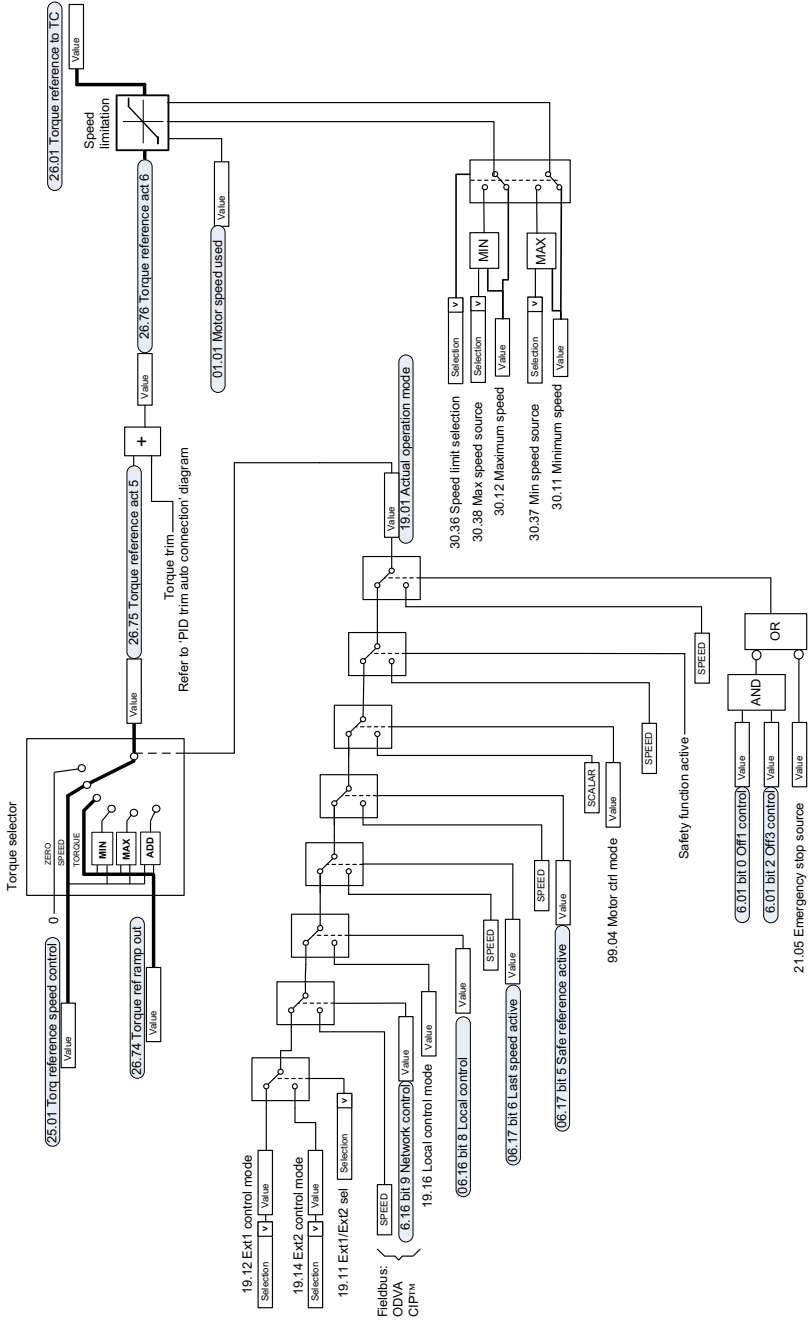 Torque selector
25.01 Torq reference speed control
Value
0
ZERO
SPEED
TORQUE
MIN
MAX
ADD
26.74 Torque ref ramp out
Value
Value
26.75 Torque reference act 5
+
Torque trim
Refer to 'PID trim auto connection' diagram
Value
26.76 Torque reference act 6
Speed
limitation
26.01 Torque reference to TC
Value
01.01 Motor speed used
Value
19.12 Ext1 control mode
Selection
v
Value
19.14 Ext2 control mode
Selection
v
Value
19.11 Ext1/Ext2 sel
Selection
v
Fieldbus:
ODVA
CIP™
SPEED
6.16 bit 9 Network control
Value
19.16 Local control mode
Value
06.16 bit 8 Local control
Value
SPEED
06.17 bit 6 Last speed active
Value
SPEED
06.17 bit 5 Safe reference active
Value
SCALAR
99.04 Motor ctrl mode
Value
SPEED
Safety function active
SPEED
6.01 bit 0 Off1 control
Value
6.01 bit 2 Off3 control
Value
AND
21.05 Emergency stop source
Value
OR
Value
19.01 Actual operation mode
30.36 Speed limit selection
Selection
v
30.38 Max speed source
Selection
v
30.12 Maximum speed
Value
MIN
30.37 Min speed source
Selection
v
30.11 Minimum speed
Value
MAX